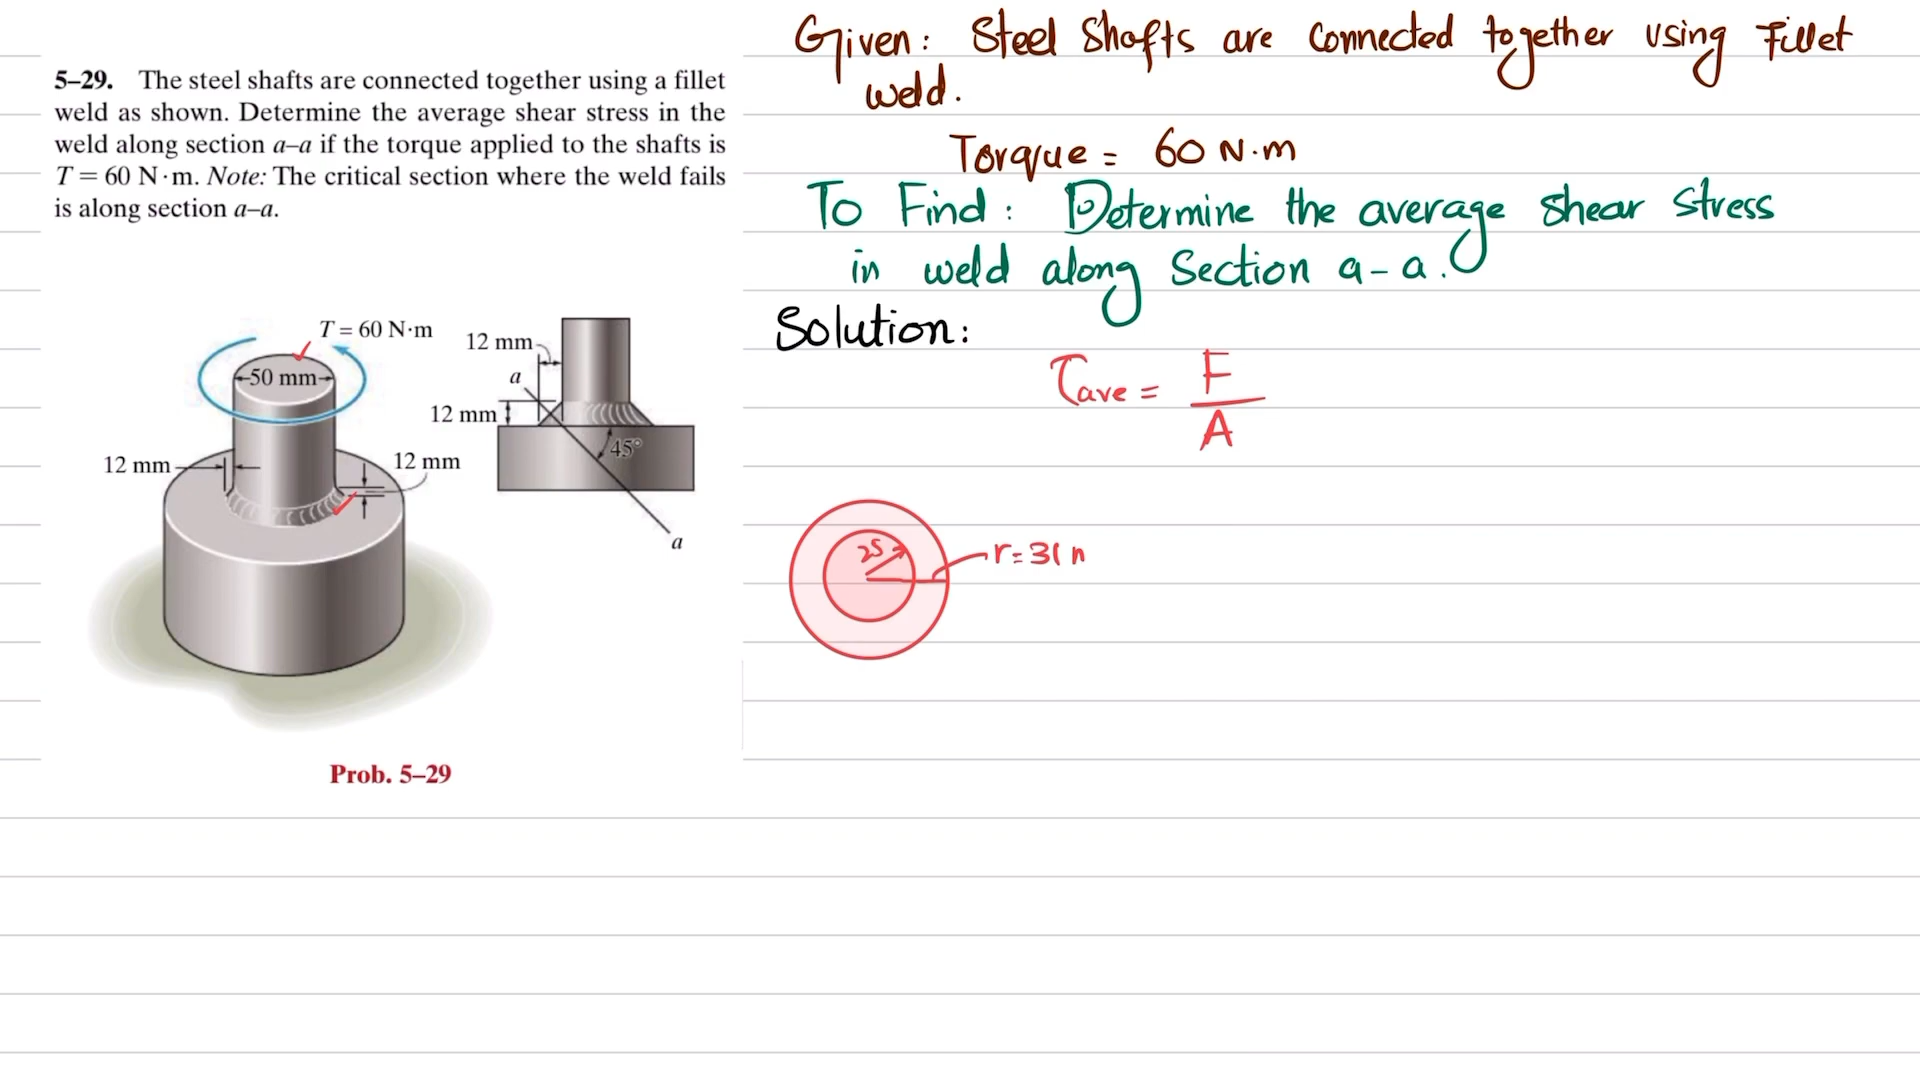 5–29. The steel shafts are connected together using a fillet
weld as shown. Determine the average shear stress in the
weld along section a–a if the torque applied to the shafts is
T = 60 N·m. Note: The critical section where the weld fails
is along section a–a.
T = 60 N·m
50 mm
12 mm
12 mm
12 mm
a
12 mm
45°
a
Prob. 5–29
Given: Steel Shafts are Connected together using Fillet
weld.
Torque = 60 N·m
To Find: Determine the average shear stress
in weld along Section a-a.
Solution:
τave = F
A
25
r=31n